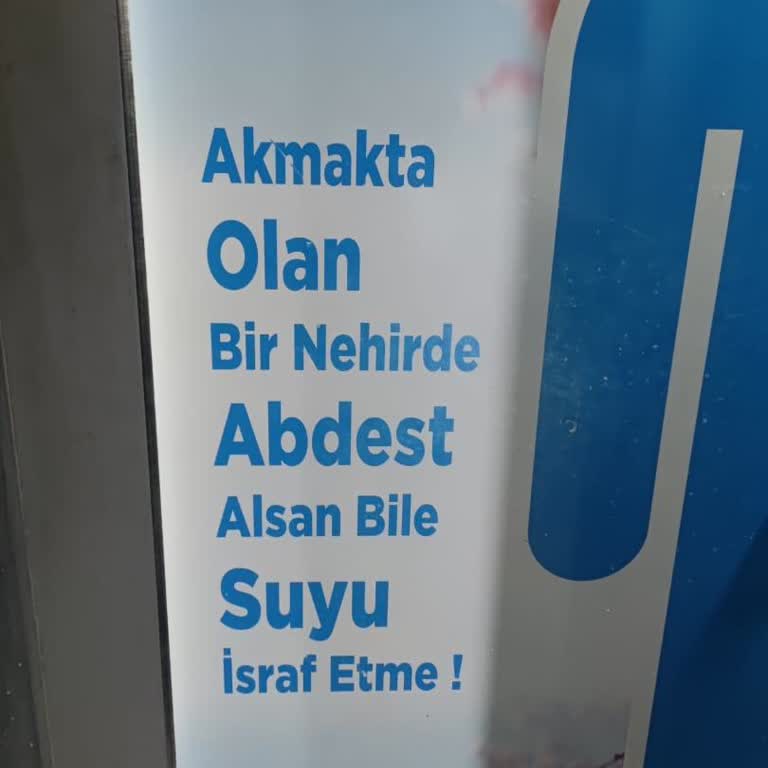 Akmakta
Olan
Bir Nehirde
Abdest
Alsan Bile
Suyu
İsraf Etme !